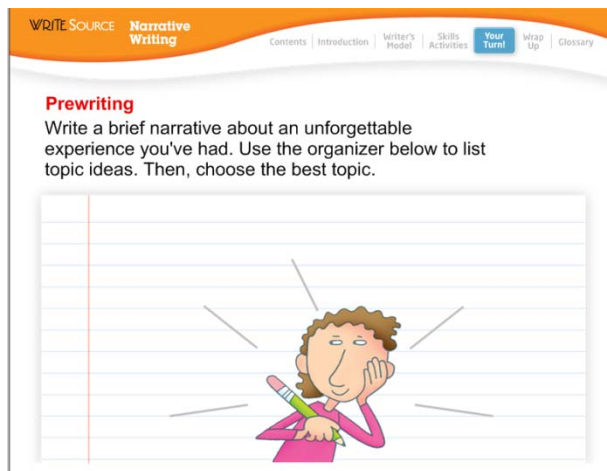 WRITE SOURCE Narrative Writing
Contents | Introduction | Writer's Model | Skills Activities | Your Turn! | Wrap Up | Glossary
Prewriting
Write a brief narrative about an unforgettable
experience you've had. Use the organizer below to list
topic ideas. Then, choose the best topic.